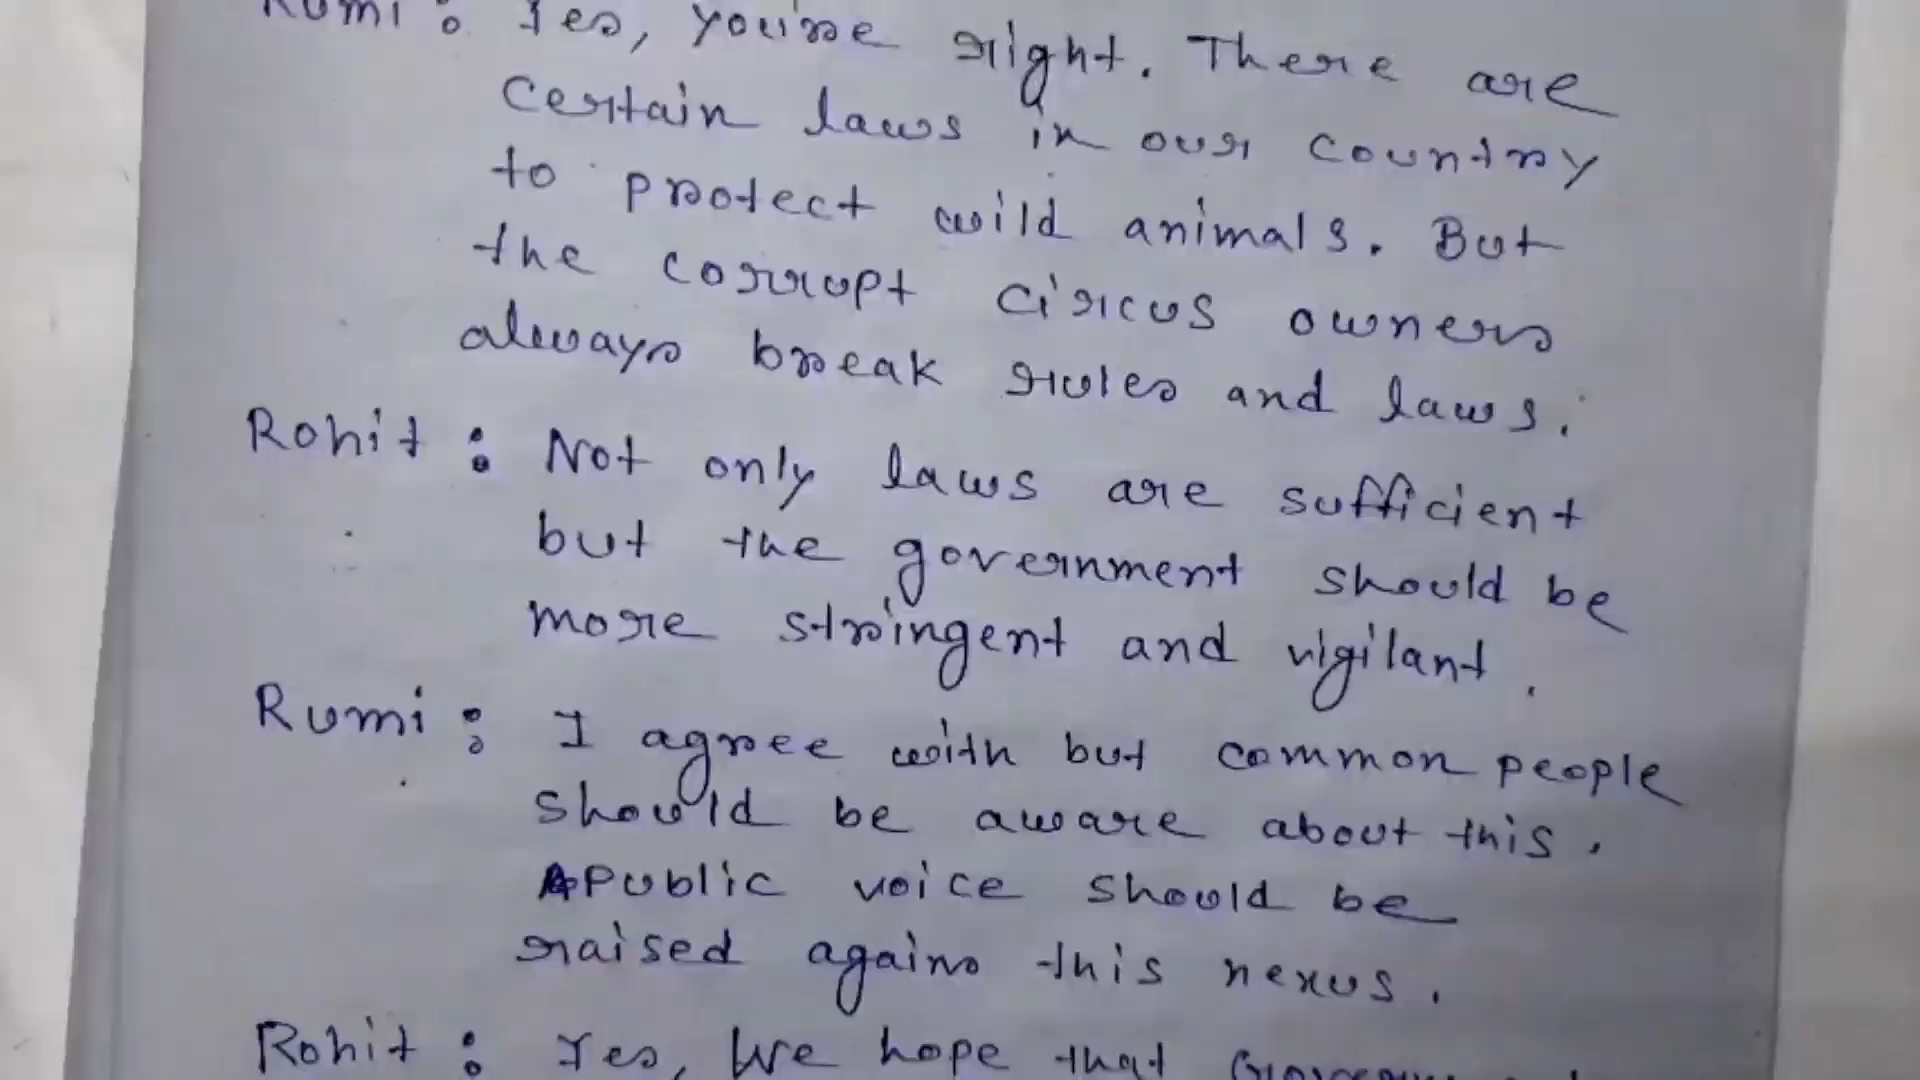 Rumi : Yes, you're right. There are
certain laws in our country
to protect wild animals. But
the corrupt circus owners
always break rules and laws.
Rohit : Not only laws are sufficient
but the government should be
more stringent and vigilant.
Rumi : I agree with but common people
should be aware about this.
Public voice should be
raised agains this nexus.
Rohit : Yes, We hope that